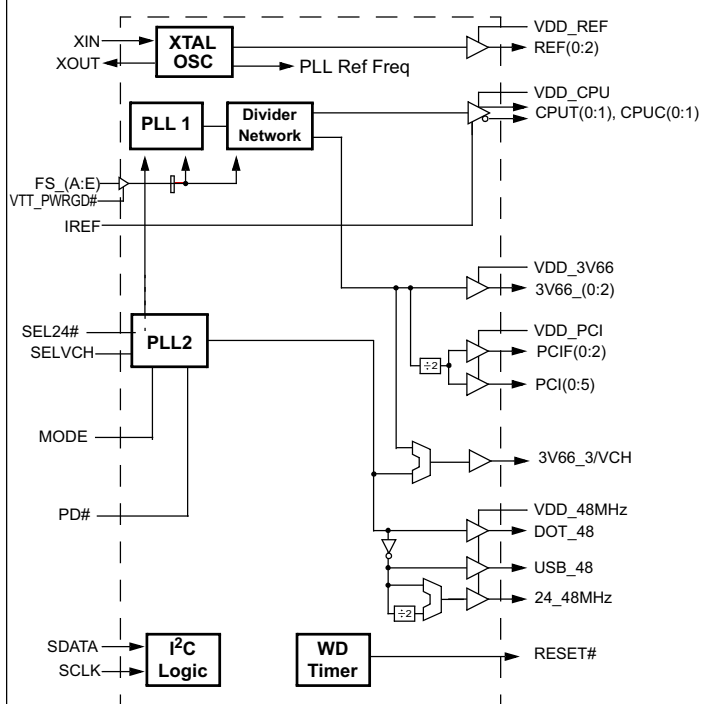 XIN
XOUT
XTAL
OSC
PLL Ref Freq
VDD_REF
REF(0:2)
PLL 1
Divider
Network
VDD_CPU
CPUT(0:1), CPUC(0:1)
FS_(A:E)
VTT_PWRGD#
IREF
VDD_3V66
3V66_(0:2)
SEL24#
SELVCH
PLL2
VDD_PCI
÷2
PCIF(0:2)
PCI(0:5)
MODE
3V66_3/VCH
PD#
VDD_48MHz
DOT_48
USB_48
÷2
24_48MHz
SDATA
SCLK
I2C
Logic
WD
Timer
RESET#